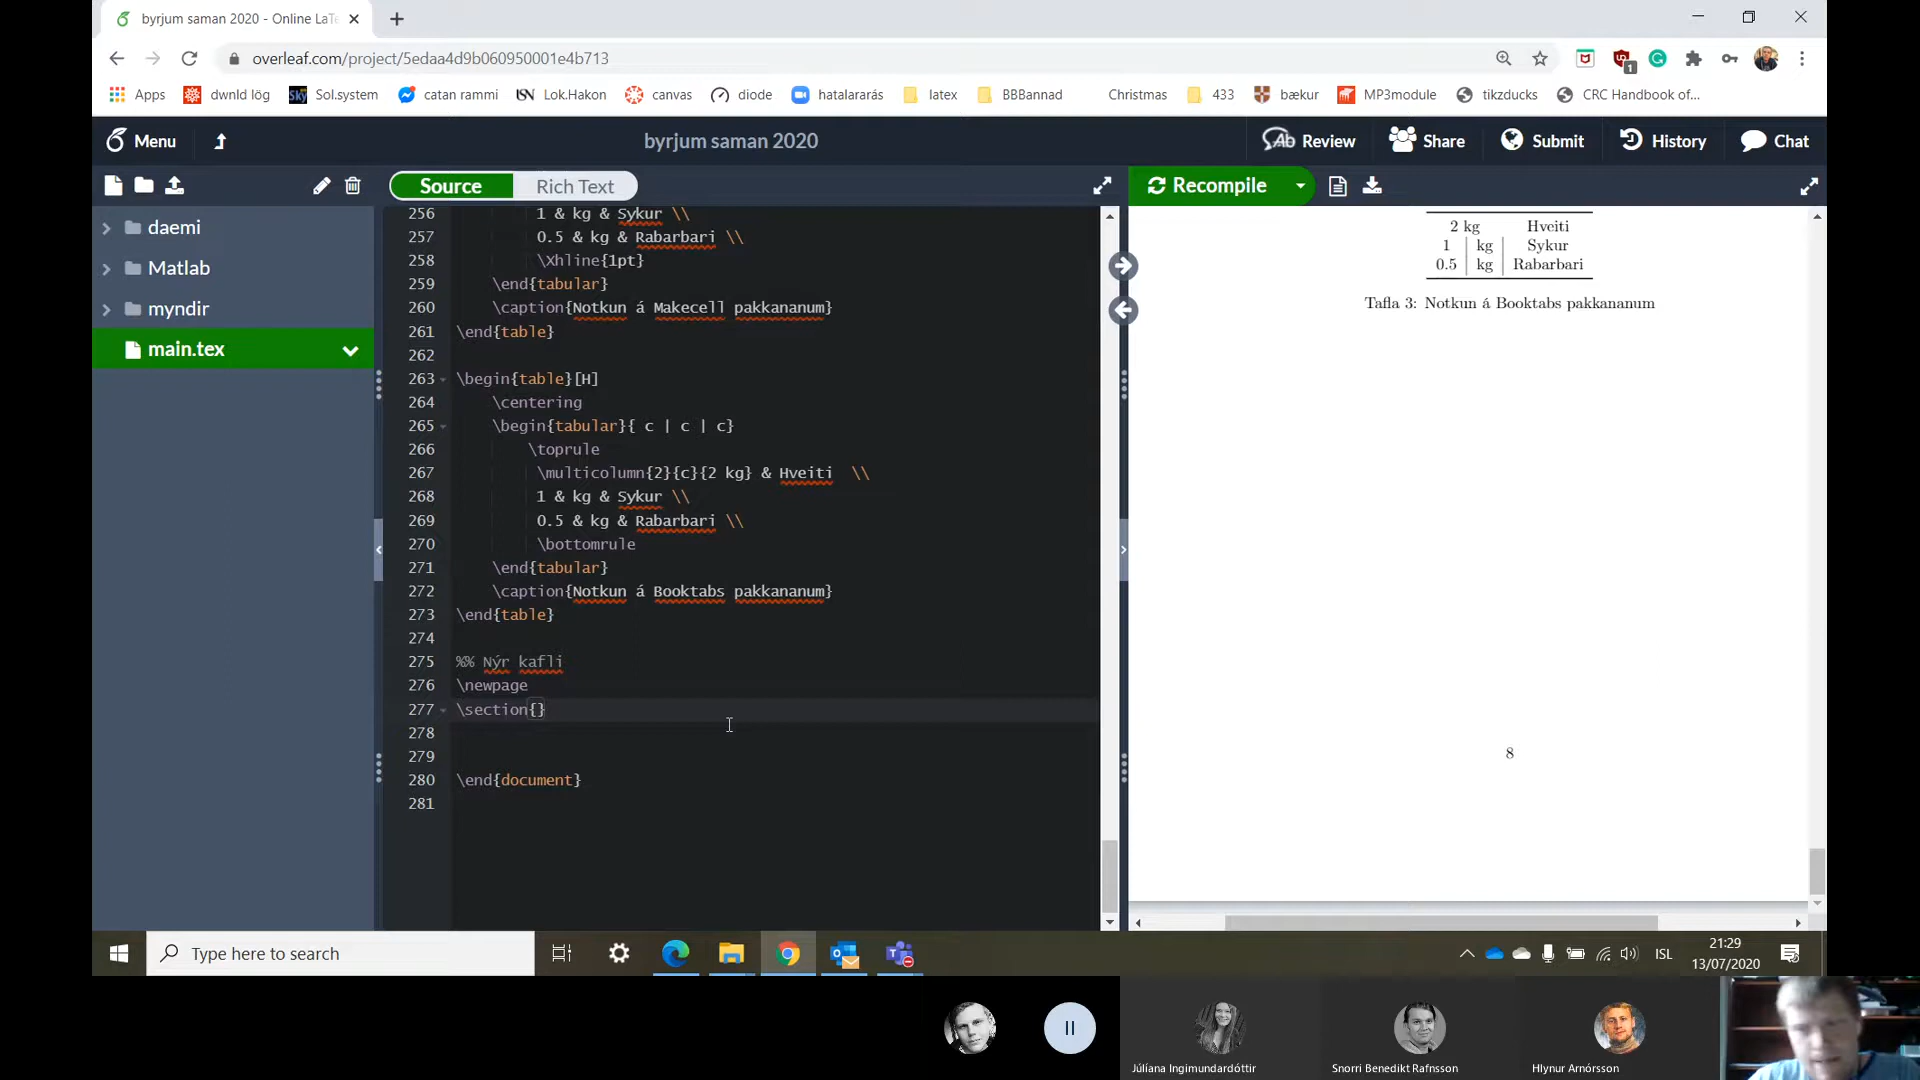 byrjum saman 2020 - Online LaTe
overleaf.com/project/5edaa4d9b060950001e4b713
1
Apps dwnld lög Sol.system catan rammi Lok.Hakon canvas diode hatalararás latex BBBannad Christmas 433 bækur MP3module tikzducks CRC Handbook of...
Menu byrjum saman 2020 Review Share Submit History Chat
Source Rich Text Recompile
daemi
Matlab
myndir
main.tex
256 1 & kg & Sykur \\
257 0.5 & kg & Rabarbari \\
258 \Xhline{1pt}
259 \end{tabular}
260 \caption{Notkun á Makecell pakkananum}
261 \end{table}
262
263 \begin{table}[H]
264 \centering
265 \begin{tabular}{ c | c | c}
266 \toprule
267 \multicolumn{2}{c}{2 kg} & Hveiti \\
268 1 & kg & Sykur \\
269 0.5 & kg & Rabarbari \\
270 \bottomrule
271 \end{tabular}
272 \caption{Notkun á Booktabs pakkananum}
273 \end{table}
274
275 %% Nýr kafli
276 \newpage
277 \section{}
278
279
280 \end{document}
281
2 kg Hveiti
1 kg Sykur
0.5 kg Rabarbari
Tafla 3: Notkun á Booktabs pakkananum
8
Type here to search
ISL
21:29
13/07/2020
Júlíana Ingimundardóttir
Snorri Benedikt Rafnsson
Hlynur Arnórsson